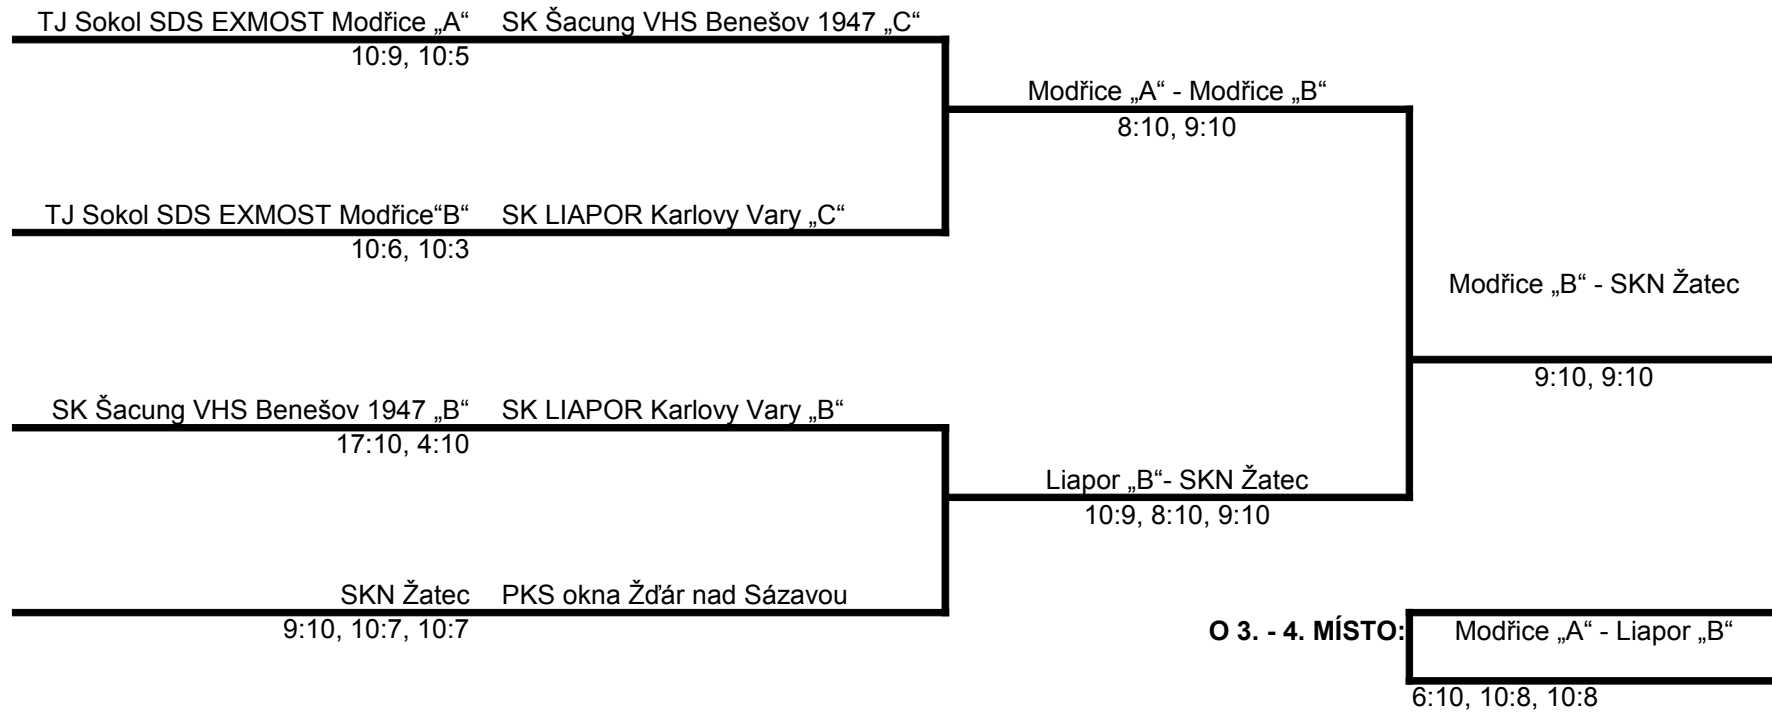 TJ Sokol SDS EXMOST Modřice „A“ SK Šacung VHS Benešov 1947 „C“
10:9, 10:5
Modřice „A“ - Modřice „B“
8:10, 9:10
TJ Sokol SDS EXMOST Modřice“B“ SK LIAPOR Karlovy Vary „C“
10:6, 10:3
Modřice „B“ - SKN Žatec
9:10, 9:10
SK Šacung VHS Benešov 1947 „B“ SK LIAPOR Karlovy Vary „B“
17:10, 4:10
Liapor „B“- SKN Žatec
10:9, 8:10, 9:10
SKN Žatec PKS okna Žďár nad Sázavou
9:10, 10:7, 10:7
O 3. - 4. MÍSTO: Modřice „A“ - Liapor „B“
6:10, 10:8, 10:8